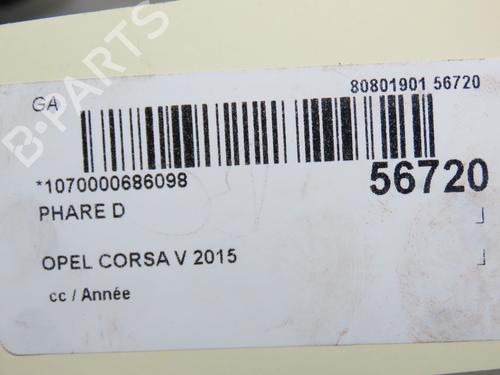 GA
80801901 56720
*1070000686098
56720
PHARE D
OPEL CORSA V 2015
cc / Année
B-PARTS